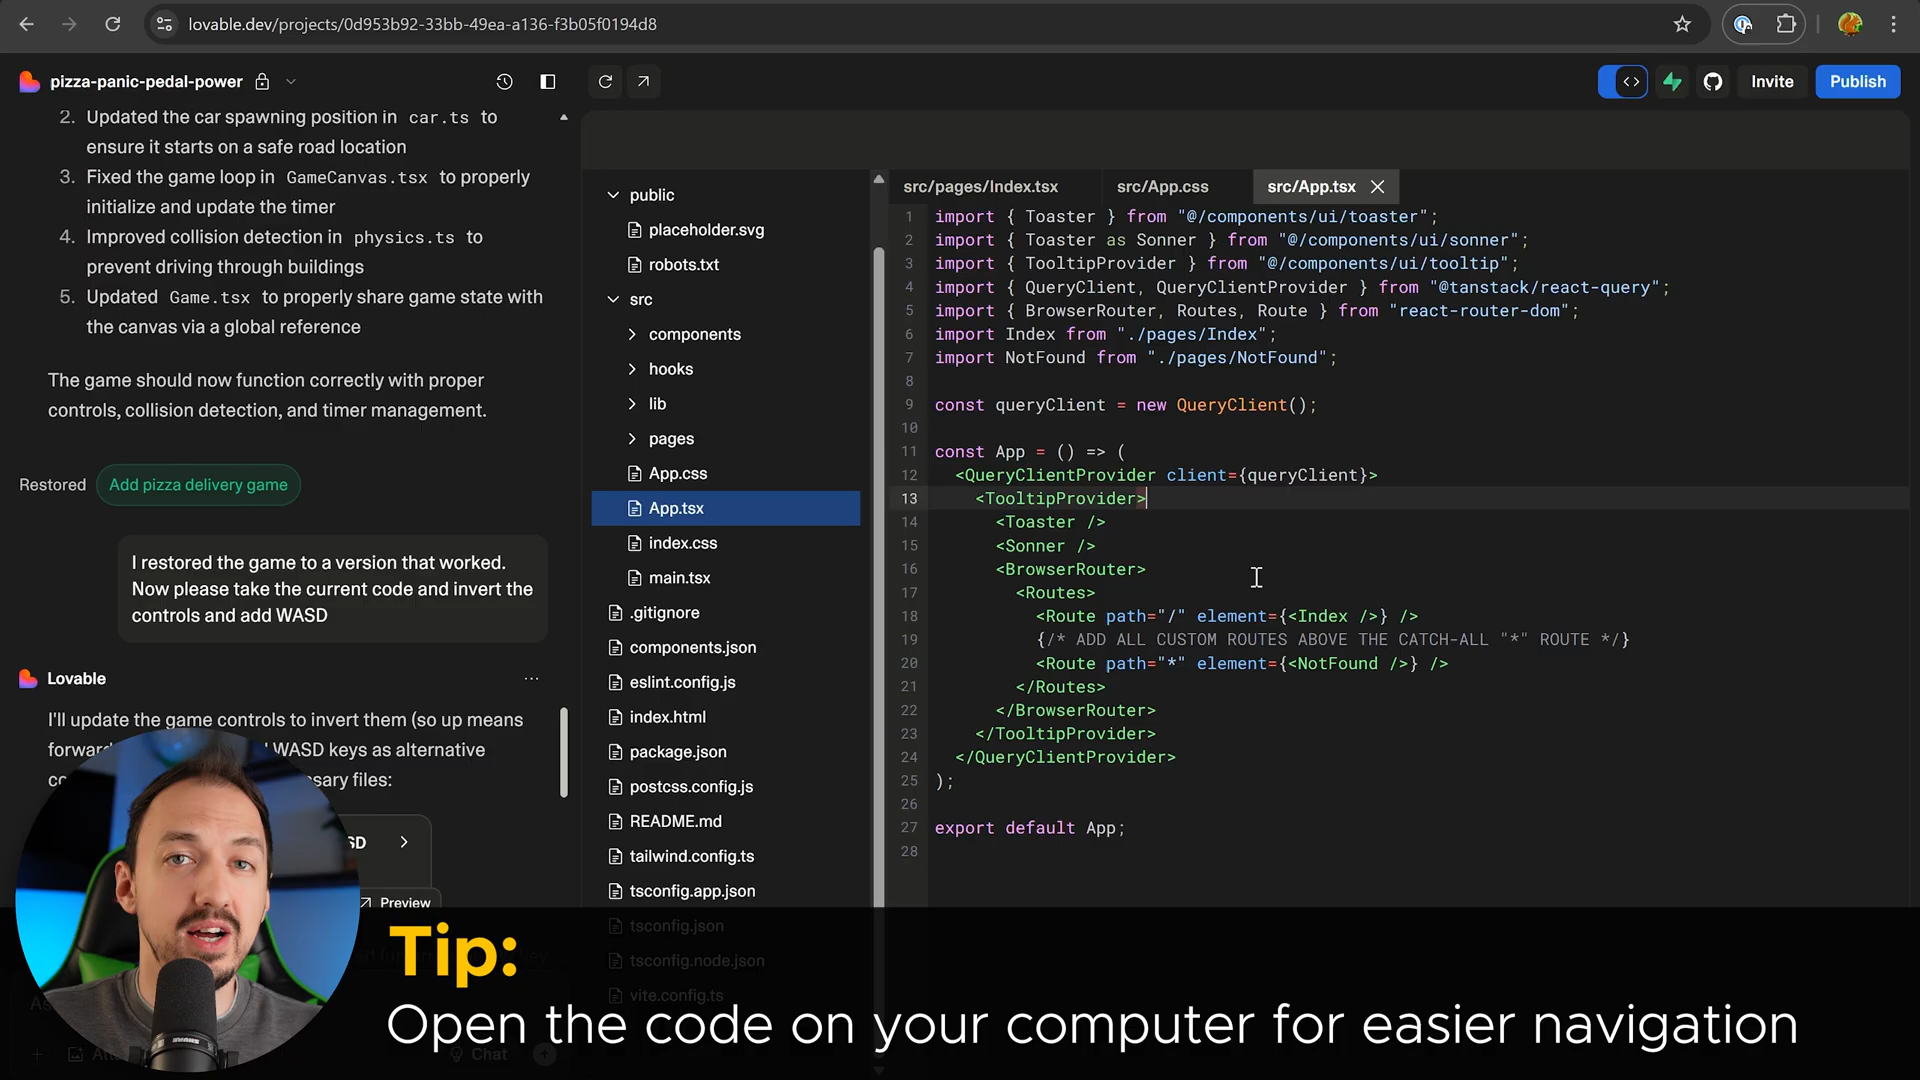 lovable.dev/projects/0d953b92-33bb-49ea-a136-f3b05f0194d8
pizza-panic-pedal-power
Invite
Publish
2. Updated the car spawning position in car.ts to
ensure it starts on a safe road location
3. Fixed the game loop in GameCanvas.tsx to properly
initialize and update the timer
4. Improved collision detection in physics.ts to
prevent driving through buildings
5. Updated Game.tsx to properly share game state with
the canvas via a global reference
The game should now function correctly with proper
controls, collision detection, and timer management.
Restored Add pizza delivery game
I restored the game to a version that worked.
Now please take the current code and invert the
controls and add WASD
Lovable
I'll update the game controls to invert them (so up means
forward WASD keys as alternative
sary files:
SD
Preview
Chat
public
placeholder.svg
robots.txt
src
components
hooks
lib
pages
App.css
App.tsx
index.css
main.tsx
.gitignore
components.json
eslint.config.js
index.html
package.json
postcss.config.js
README.md
tailwind.config.ts
tsconfig.app.json
tsconfig.json
tsconfig.node.json
vite.config.ts
src/pages/Index.tsx src/App.css src/App.tsx
1 import { Toaster } from "@/components/ui/toaster";
2 import { Toaster as Sonner } from "@/components/ui/sonner";
3 import { TooltipProvider } from "@/components/ui/tooltip";
4 import { QueryClient, QueryClientProvider } from "@tanstack/react-query";
5 import { BrowserRouter, Routes, Route } from "react-router-dom";
6 import Index from "./pages/Index";
7 import NotFound from "./pages/NotFound";
8
9 const queryClient = new QueryClient();
10
11 const App = () => (
12 <QueryClientProvider client={queryClient}>
13 <TooltipProvider>
14 <Toaster />
15 <Sonner />
16 <BrowserRouter>
17 <Routes>
18 <Route path="/" element={<Index />} />
19 {/* ADD ALL CUSTOM ROUTES ABOVE THE CATCH-ALL "*" ROUTE */}
20 <Route path="*" element={<NotFound />} />
21 </Routes>
22 </BrowserRouter>
23 </TooltipProvider>
24 </QueryClientProvider>
25 );
26
27 export default App;
28
Tip:
Open the code on your computer for easier navigation